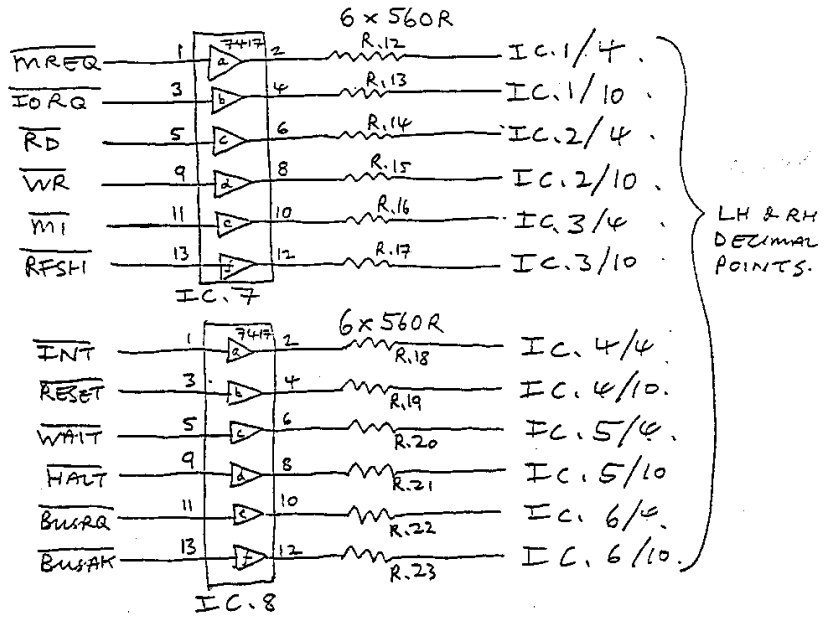 6 x 560R
MREQ 1 a 7417 2 R.12 IC.1/4.
IORQ 3 b 4 R.13 IC.1/10.
RD 5 c 6 R.14 IC.2/4.
WR 9 d 8 R.15 IC.2/10.
M1 11 e 10 R.16 IC.3/4.
RFSH 13 f 12 R.17 IC.3/10.
IC.7
LH & RH
DECIMAL
POINTS.
6 x 560R
INT 1 a 7417 2 R.18 IC.4/4.
RESET 3 b 4 R.19 IC.4/10.
WAIT 5 c 6 R.20 IC.5/4.
HALT 9 d 8 R.21 IC.5/10
BUSRQ 11 e 10 R.22 IC.6/4.
BUSAK 13 f 12 R.23 IC.6/10.
IC.8